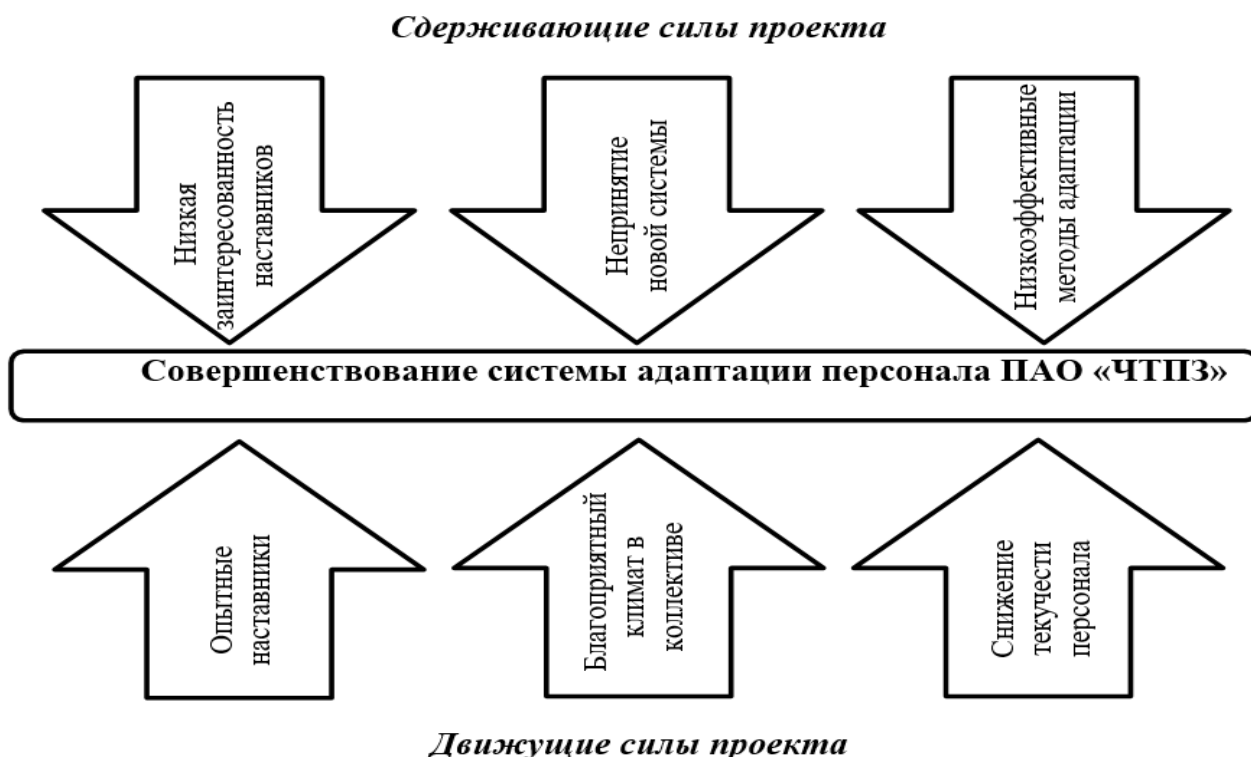 Сдерживающие силы проекта
Низкая
заинтересованность
наставников
Непринятие
новой системы
Низкоэффективные
методы адаптации
Совершенствование системы адаптации персонала ПАО «ЧТПЗ»
Опытные
наставники
Благоприятный
климат в
коллективе
Снижение
текучести
персонала
Движущие силы проекта